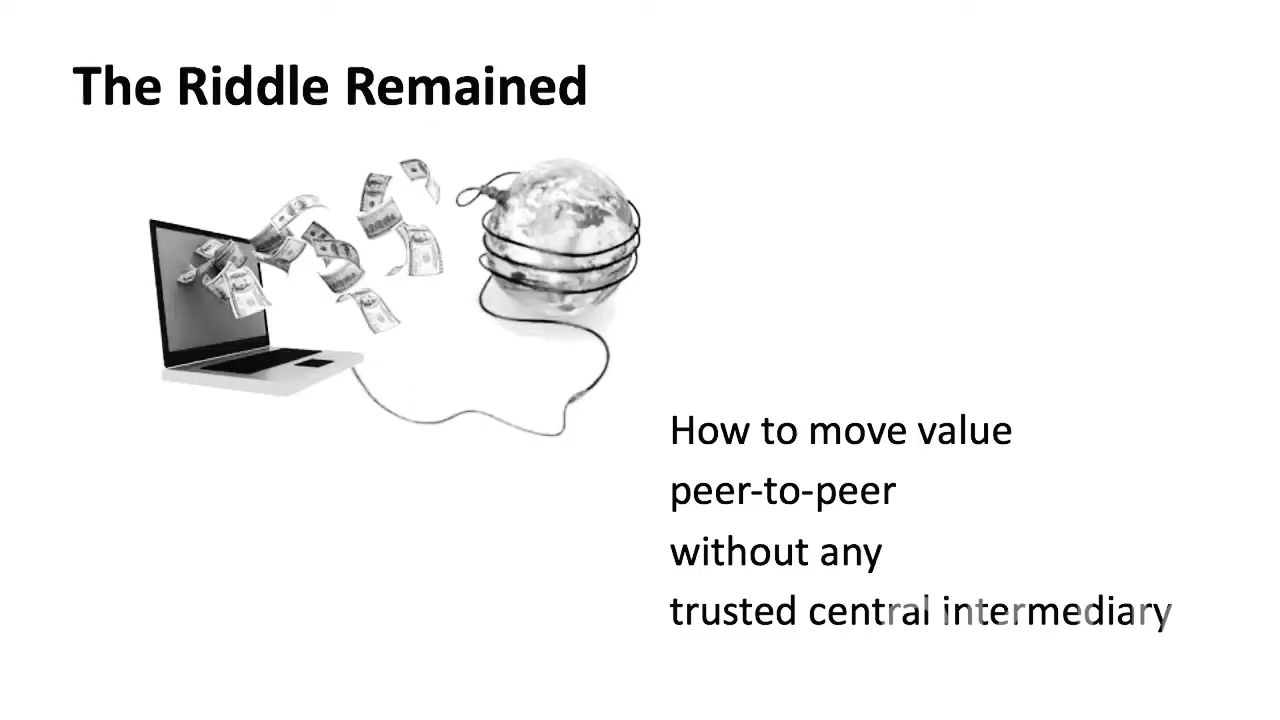 The Riddle Remained
How to move value
peer-to-peer
without any
trusted central intermediary